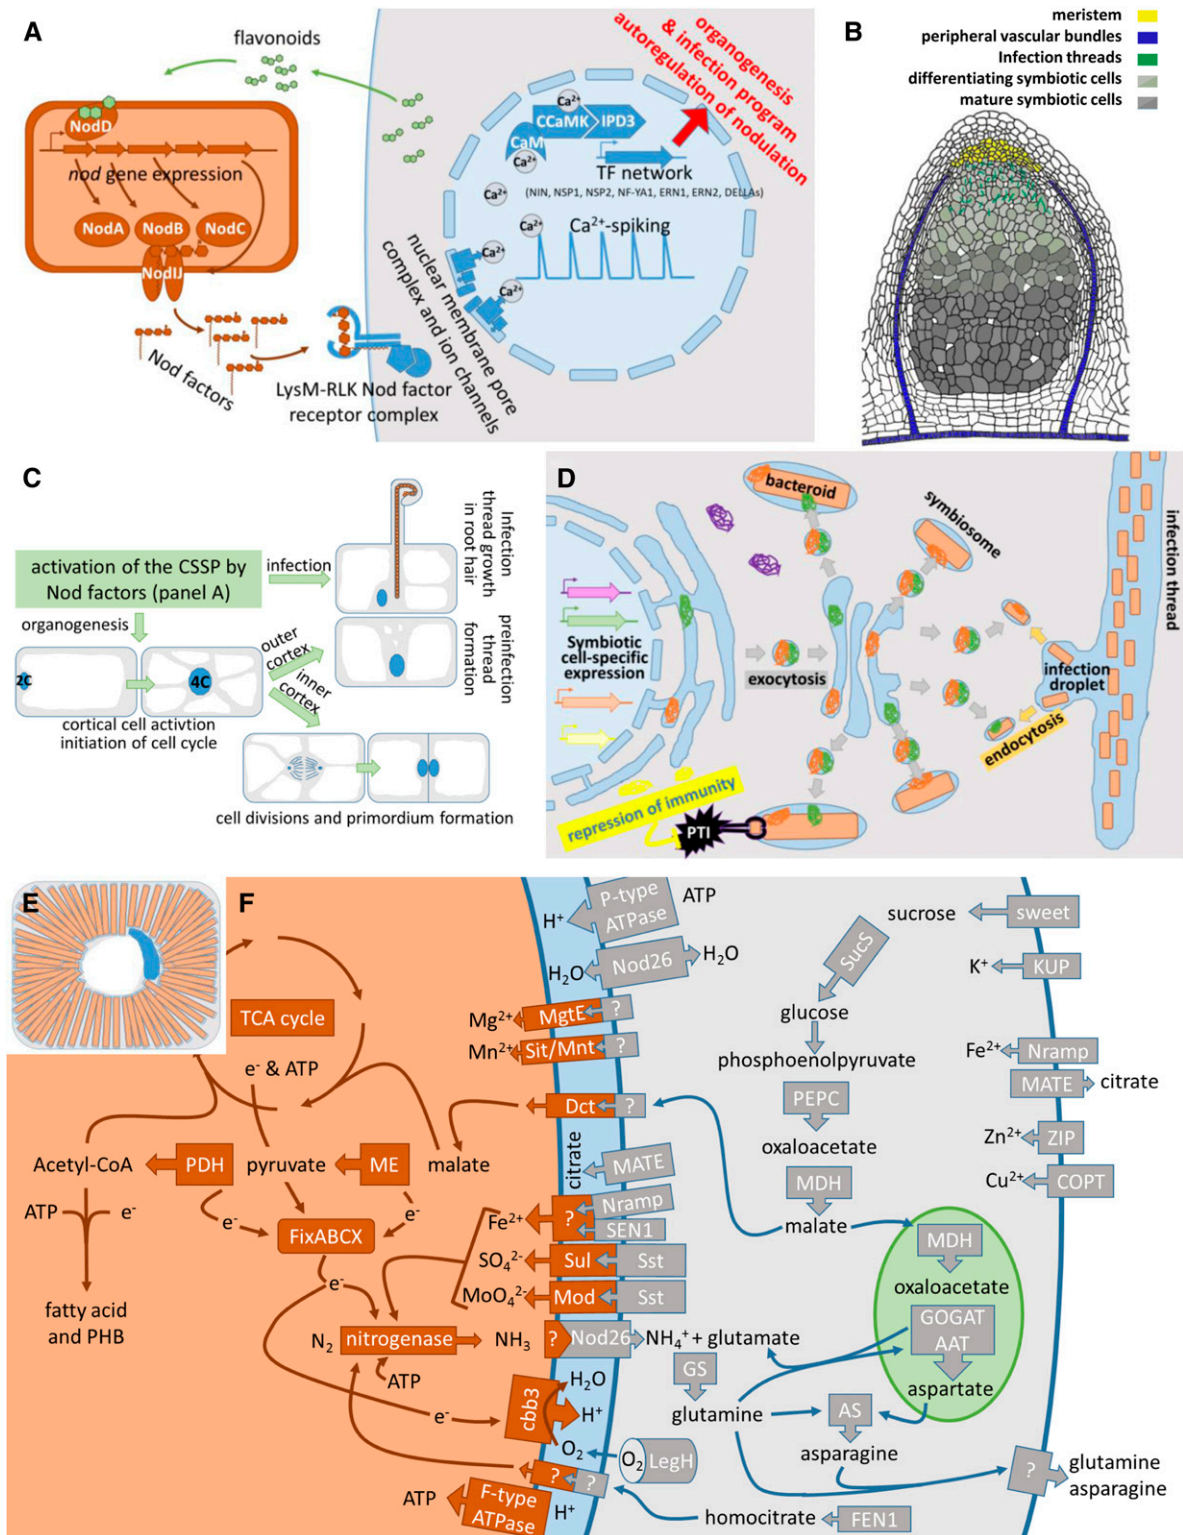 A
flavonoids
NodD
nod gene expression
NodA
NodB
NodC
NodIJ
Nod factors
LysM-RLK Nod factor
receptor complex
nuclear membrane pore
complex and ion channels
Ca2+
CCaMK
IPD3
CaM
Ca2+
Ca2+
TF network
(NIN, NSP1, NSP2, NF-YA1, ERN1, ERN2, DELLAs)
Ca2+
Ca2+-spiking
Ca2+
Ca2+
organogenesis
& infection program
autoregulation of nodulation
B
meristem
peripheral vascular bundles
Infection threads
differentiating symbiotic cells
mature symbiotic cells
C
activation of the CSSP by
Nod factors (panel A)
infection
Infection
thread growth
in root hair
organogenesis
outer
cortex
inner
cortex
preinfection
thread
formation
2C
4C
cortical cell activtion
initiation of cell cycle
cell divisions and primordium formation
D
bacteroid
symbiosome
infection thread
Symbiotic
cell-specific
expression
exocytosis
infection
droplet
endocytosis
repression of immunity
PTI
E
F
TCA cycle
e- & ATP
Acetyl-CoA
PDH
pyruvate
ME
malate
ATP
e-
e-
e-
FixABCX
e-
fatty acid
and PHB
N2
nitrogenase
NH3
ATP
e-
H+
P-type
ATPase
ATP
H2O
Nod26
H2O
Mg2+
MgtE
?
Mn2+
Sit/Mnt
?
Dct
?
citrate
MATE
Fe2+
?
Nramp
SEN1
SO42-
Sul
Sst
MoO42-
Mod
Sst
?
Nod26
NH4+ + glutamate
cbb3
H2O
H+
O2
O2
LegH
?
?
ATP
F-type
ATPase
H+
homocitrate
FEN1
sucrose
sweet
SucS
K+
KUP
glucose
phosphoenolpyruvate
Fe2+
Nramp
MATE
citrate
PEPC
oxaloacetate
Zn2+
ZIP
MDH
Cu2+
COPT
malate
MDH
oxaloacetate
GOGAT
AAT
aspartate
GS
glutamine
AS
asparagine
?
glutamine
asparagine